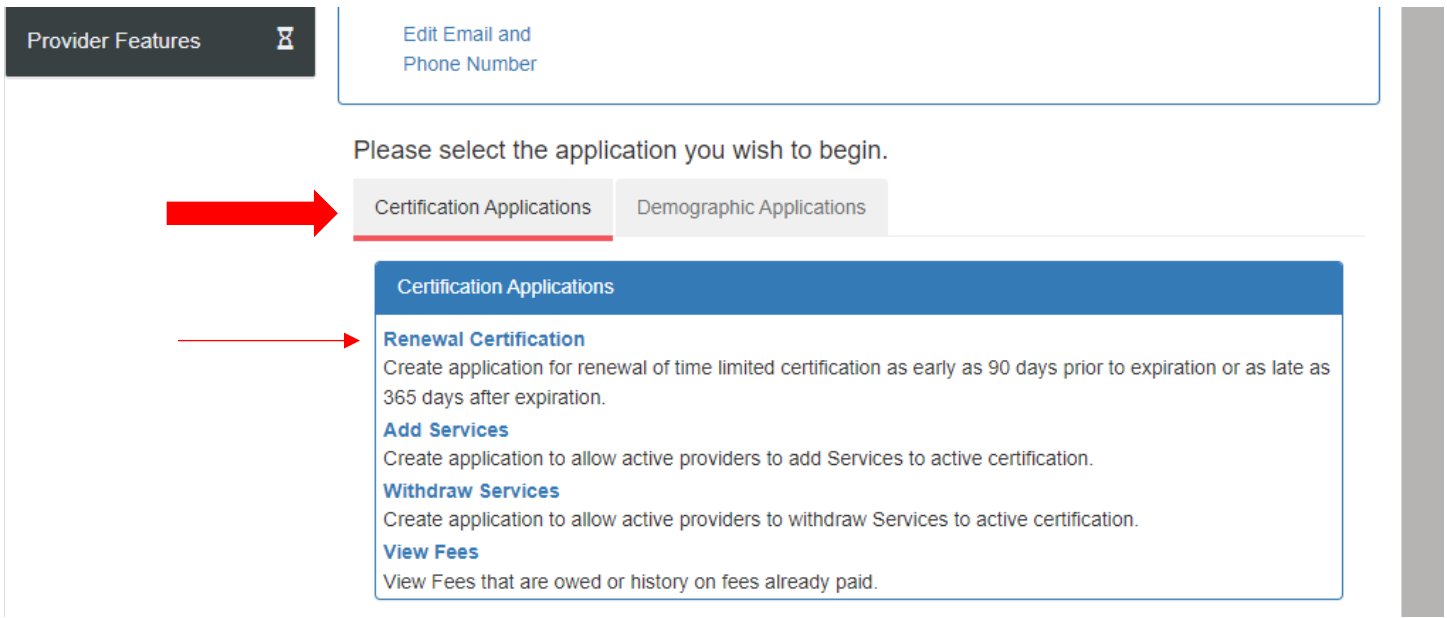 Provider Features
Edit Email and
Phone Number
Please select the application you wish to begin.
Certification Applications
Demographic Applications
Certification Applications
Renewal Certification
Create application for renewal of time limited certification as early as 90 days prior to expiration or as late as
365 days after expiration.
Add Services
Create application to allow active providers to add Services to active certification.
Withdraw Services
Create application to allow active providers to withdraw Services to active certification.
View Fees
View Fees that are owed or history on fees already paid.